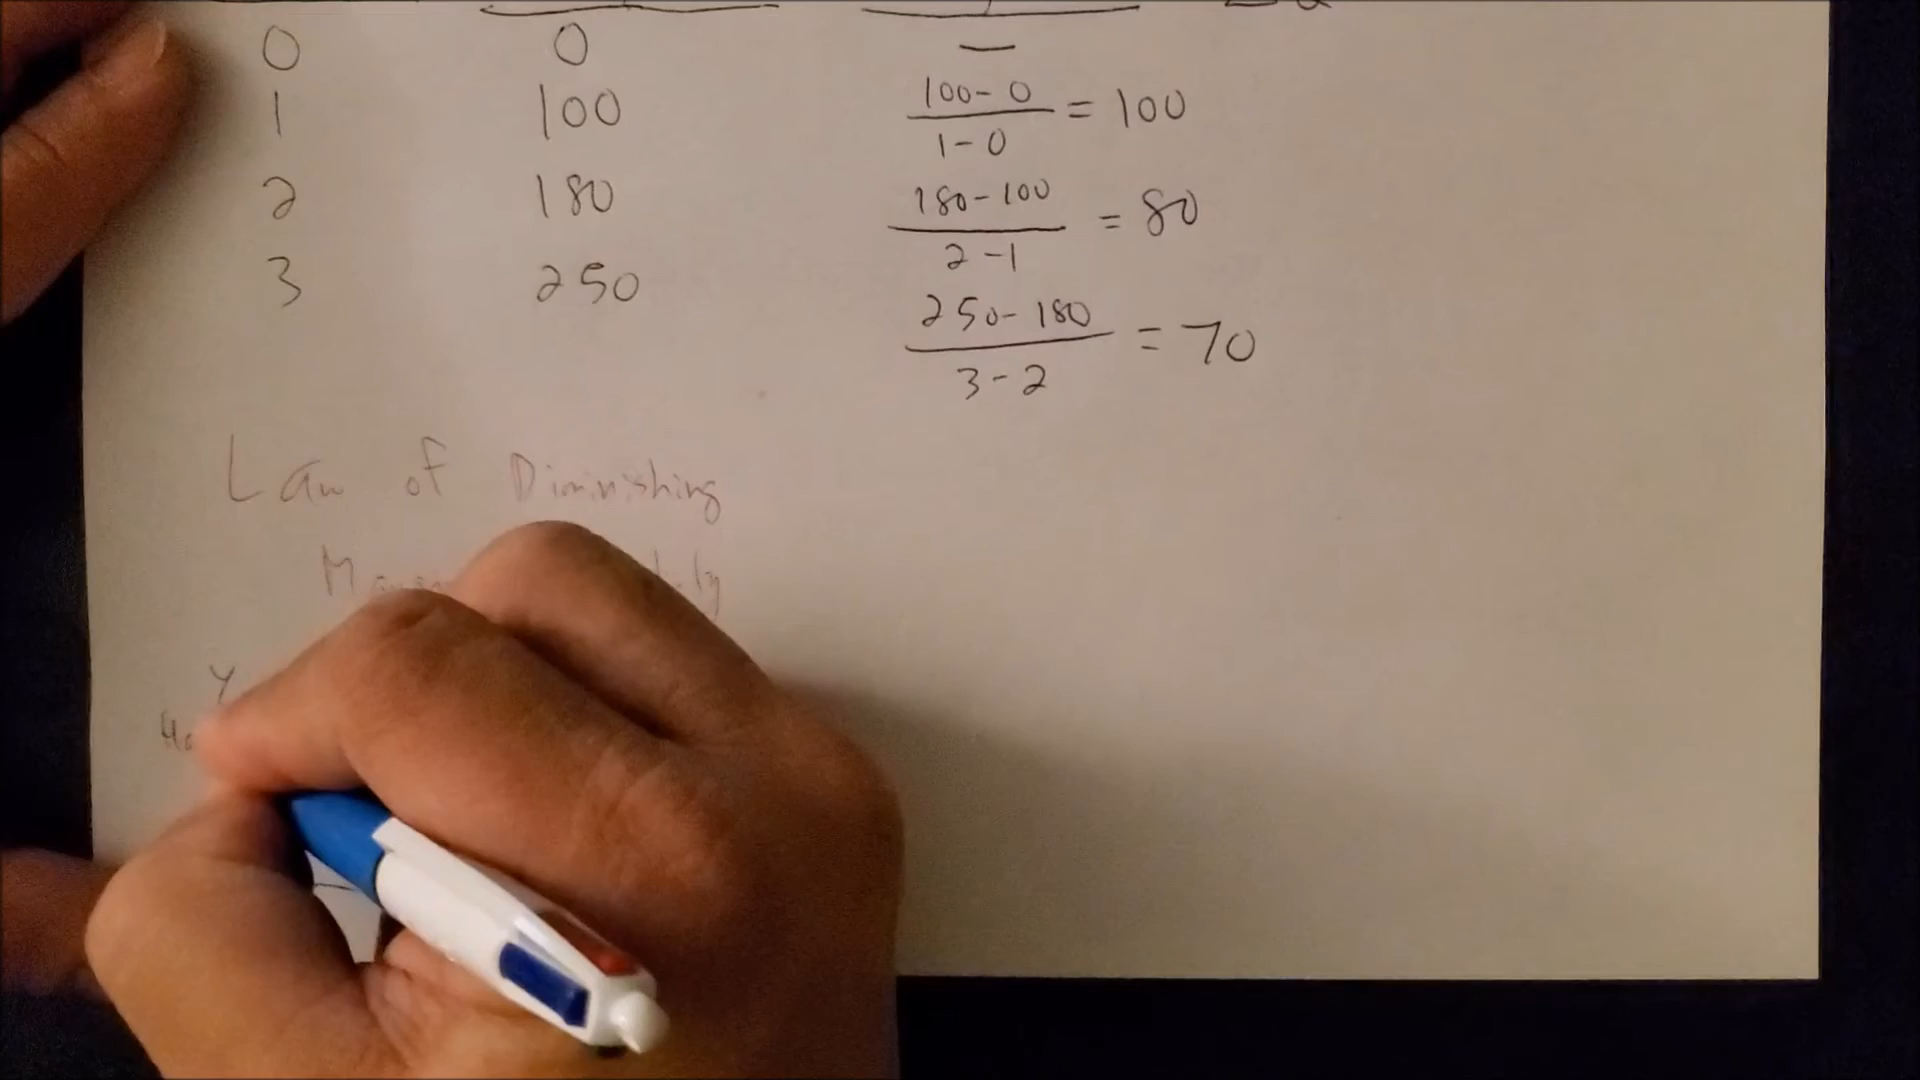 0 0 —
1 100 100-0 / 1-0 = 100
2 180 180-100 / 2-1 = 80
3 250 250-180 / 3-2 = 70
Law of Diminishing
Y